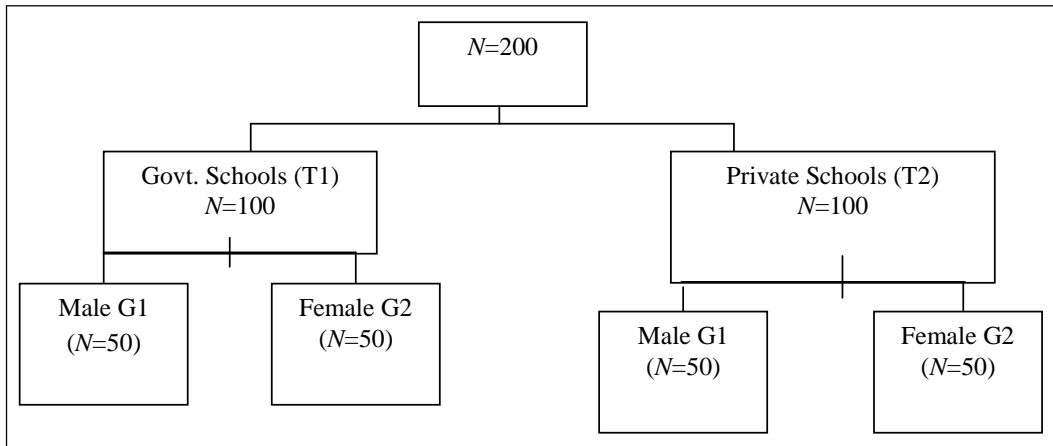 N=200
Govt. Schools (T1)
N=100
Private Schools (T2)
N=100
Male G1
(N=50)
Female G2
(N=50)
Male G1
(N=50)
Female G2
(N=50)